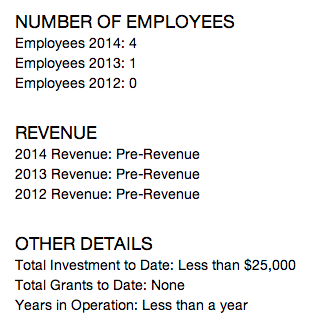 NUMBER OF EMPLOYEES
Employees 2014: 4
Employees 2013: 1
Employees 2012: 0
REVENUE
2014 Revenue: Pre-Revenue
2013 Revenue: Pre-Revenue
2012 Revenue: Pre-Revenue
OTHER DETAILS
Total Investment to Date: Less than $25,000
Total Grants to Date: None
Years in Operation: Less than a year